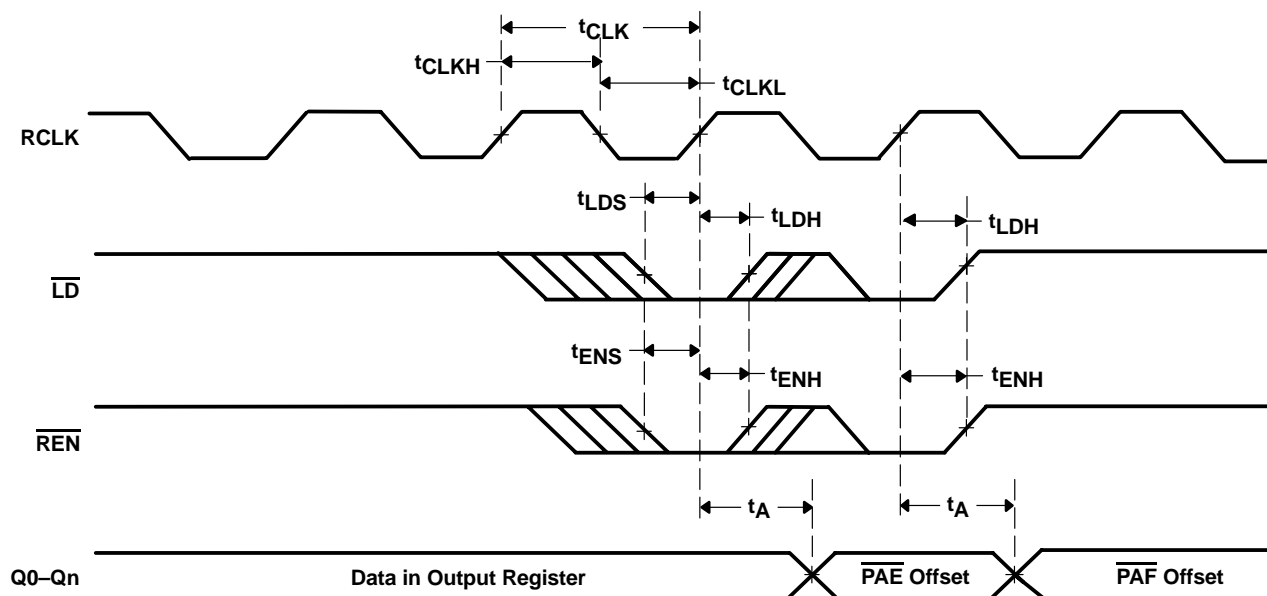 tCLK
tCLKH
tCLKL
RCLK
tLDS
tLDH
tLDH
LD
tENS
tENH
tENH
REN
tA
tA
Q0–Qn
Data in Output Register
PAE Offset
PAF Offset